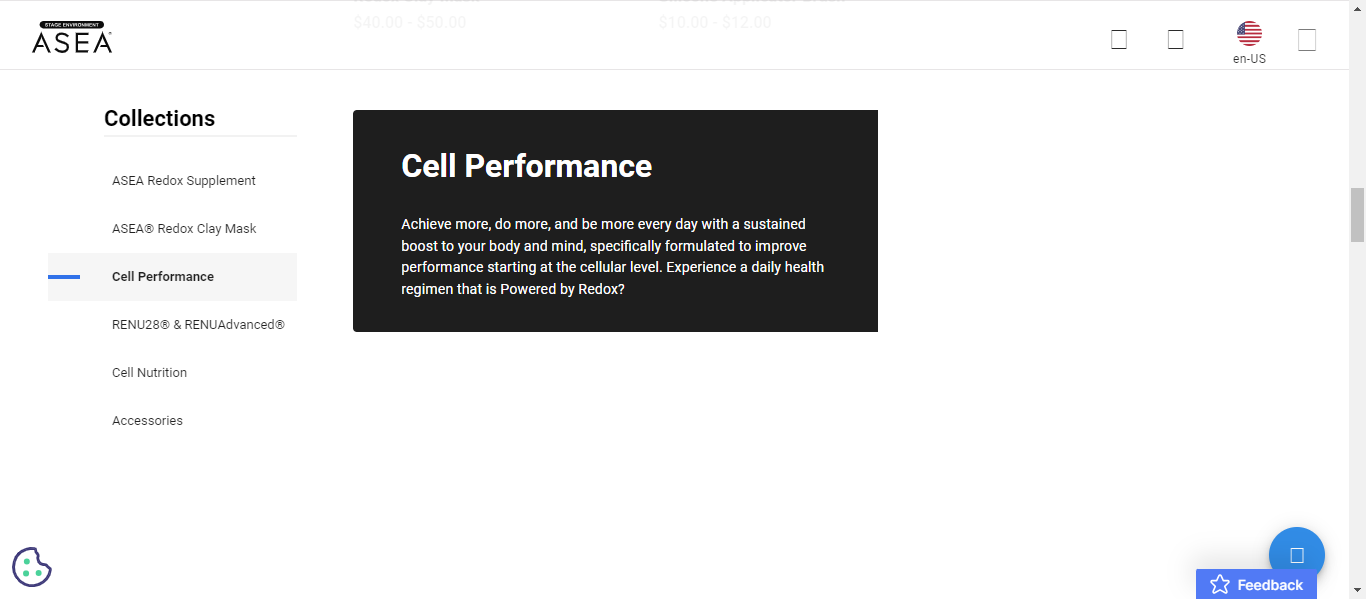 $40.00 - $50.00
$10.00 - $12.00
STAGE ENVIRONMENT
ASEA
en-US
Collections
ASEA Redox Supplement
ASEA® Redox Clay Mask
Cell Performance
RENU28® & RENUAdvanced®
Cell Nutrition
Accessories
Cell Performance
Achieve more, do more, and be more every day with a sustained
boost to your body and mind, specifically formulated to improve
performance starting at the cellular level. Experience a daily health
regimen that is Powered by Redox?
Feedback